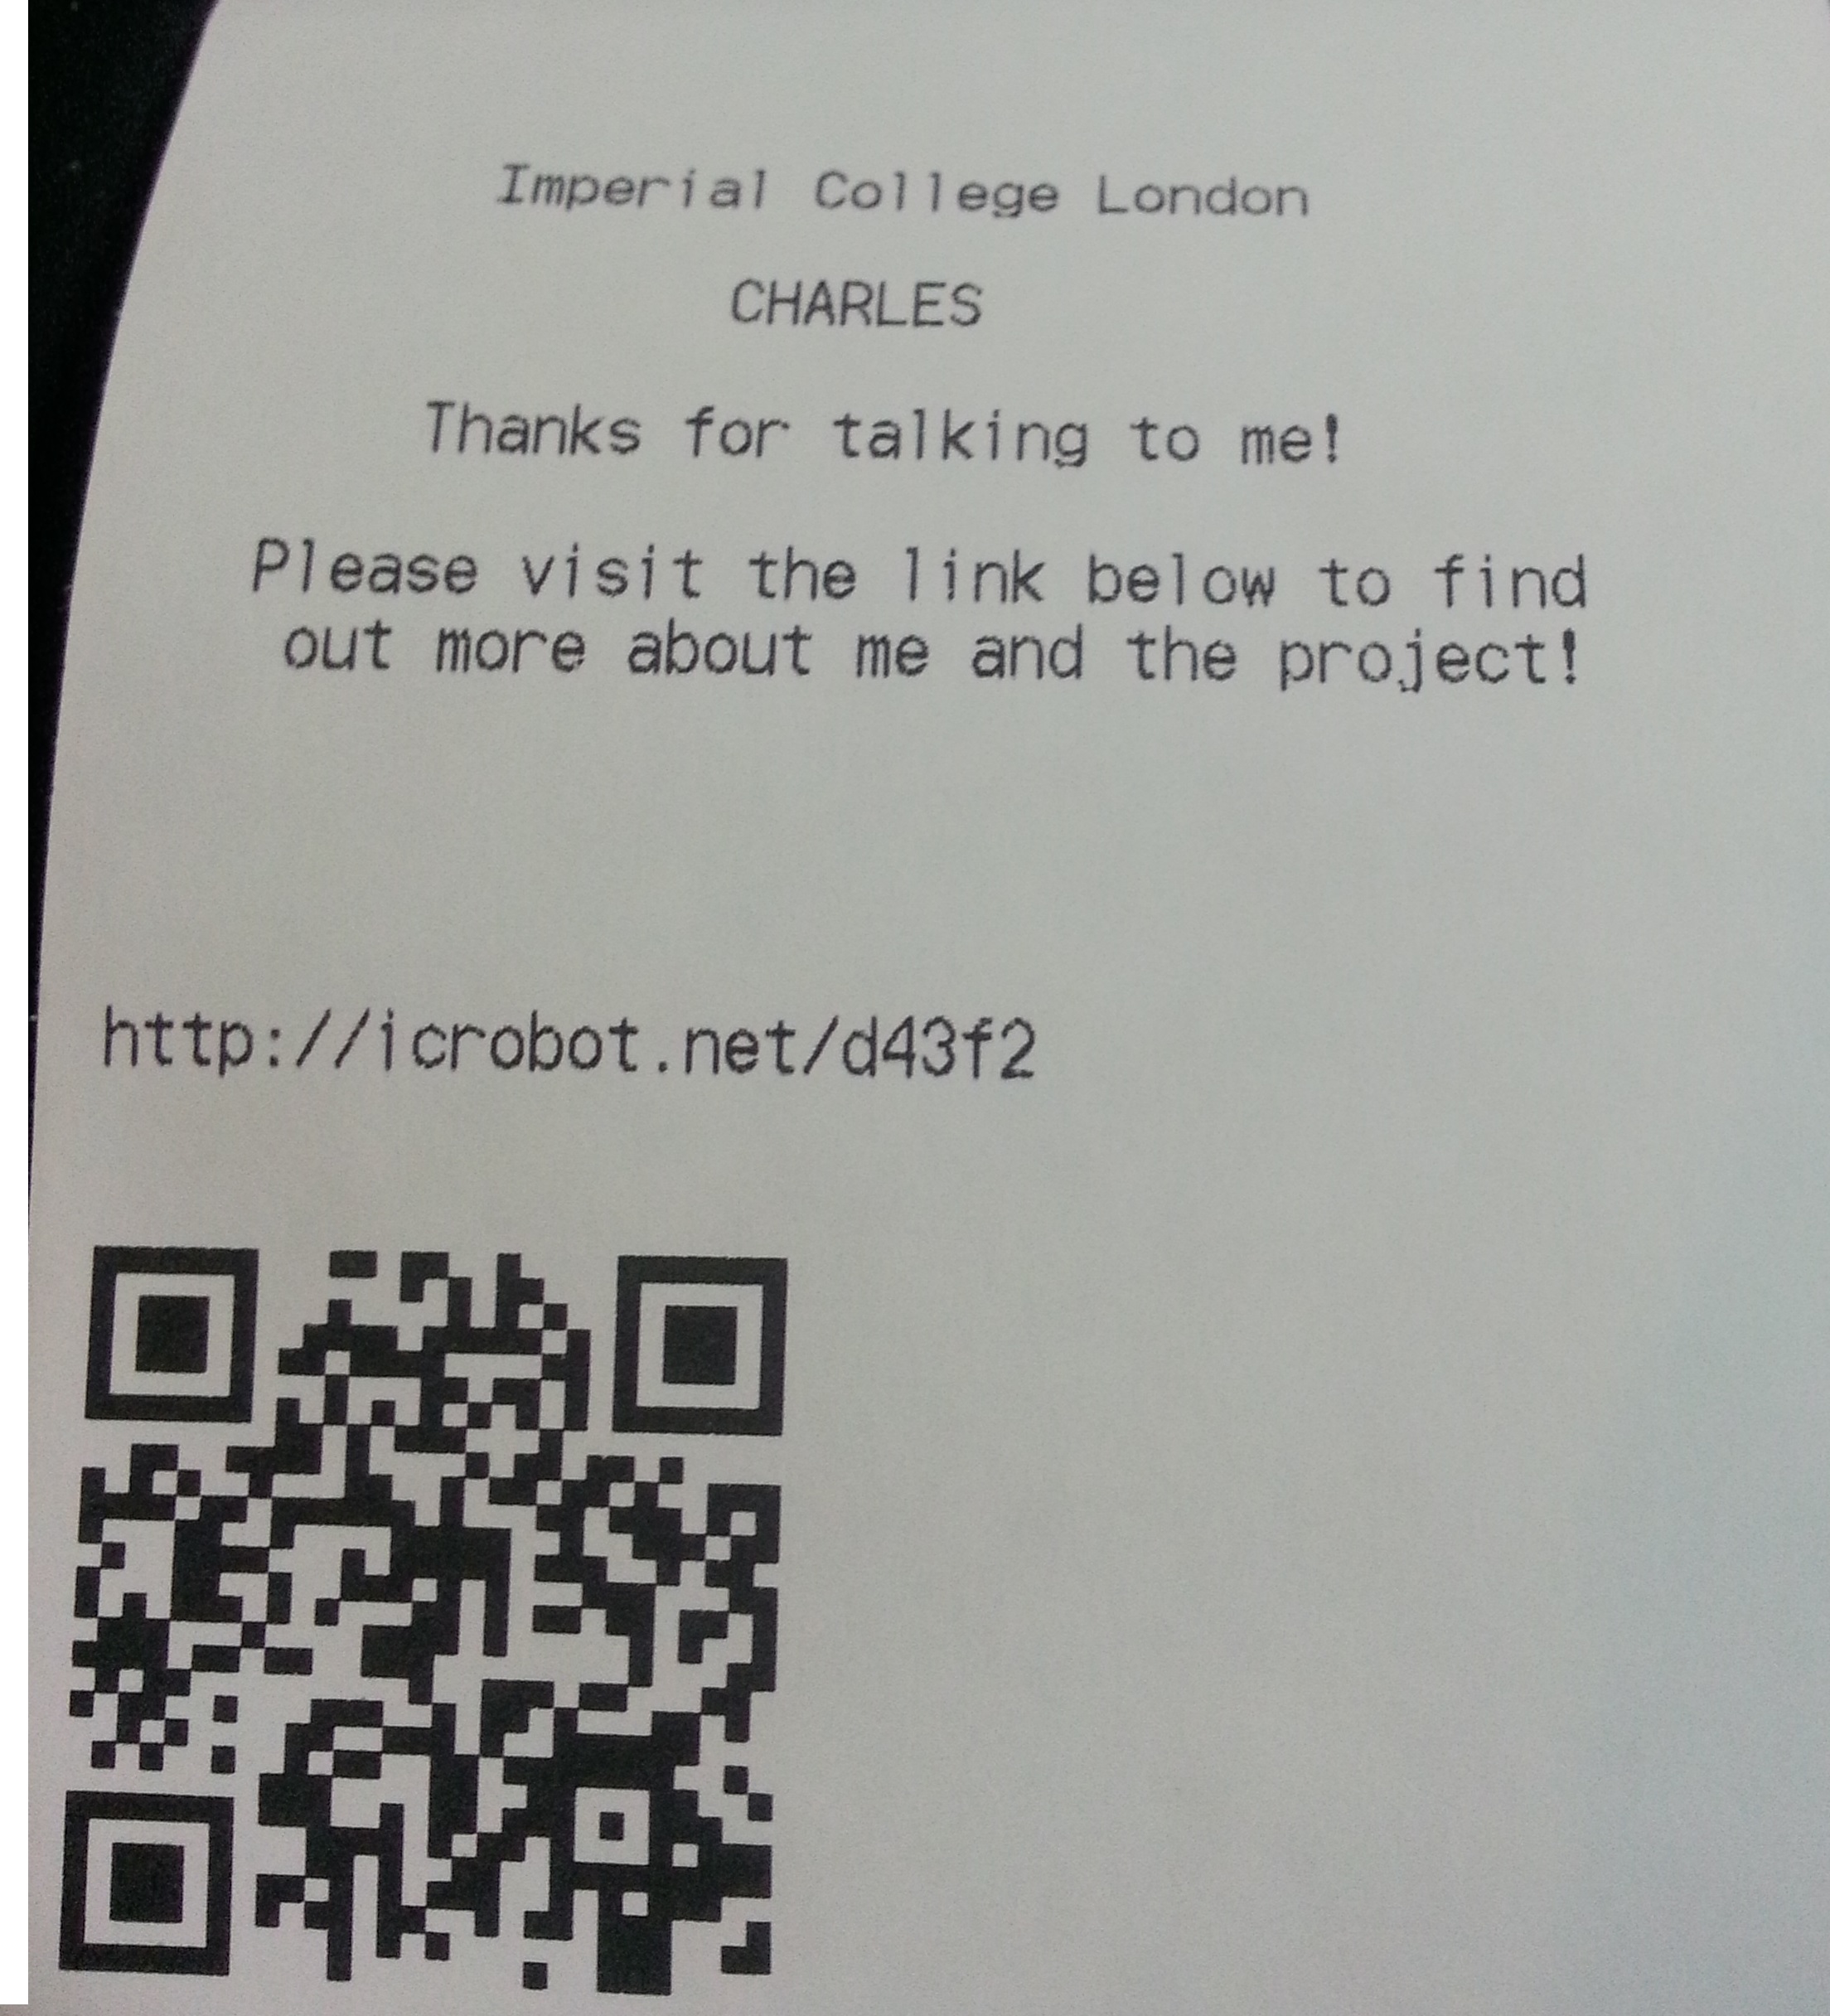 Imperial College London
CHARLES
Thanks for talking to me!
Please visit the link below to find
out more about me and the project!
http://icrobot.net/d43f2